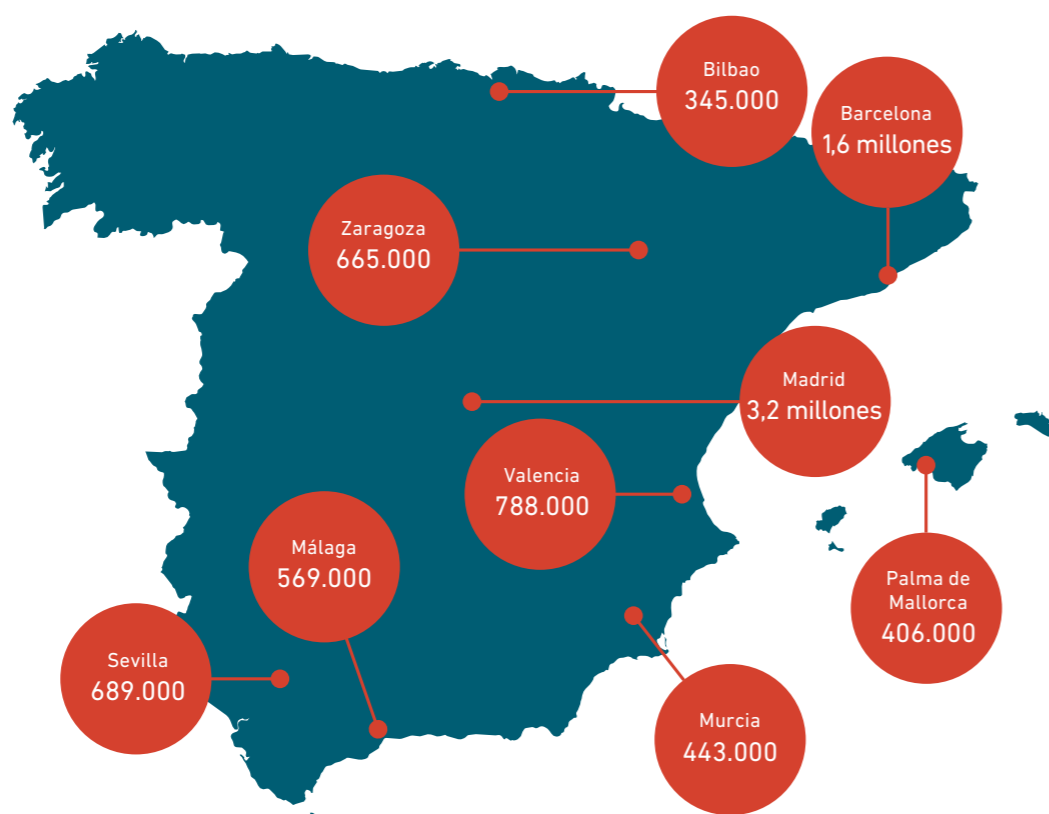 Bilbao
345.000
Barcelona
1,6 millones
Zaragoza
665.000
Madrid
3,2 millones
Valencia
788.000
Málaga
569.000
Palma de
Mallorca
406.000
Sevilla
689.000
Murcia
443.000